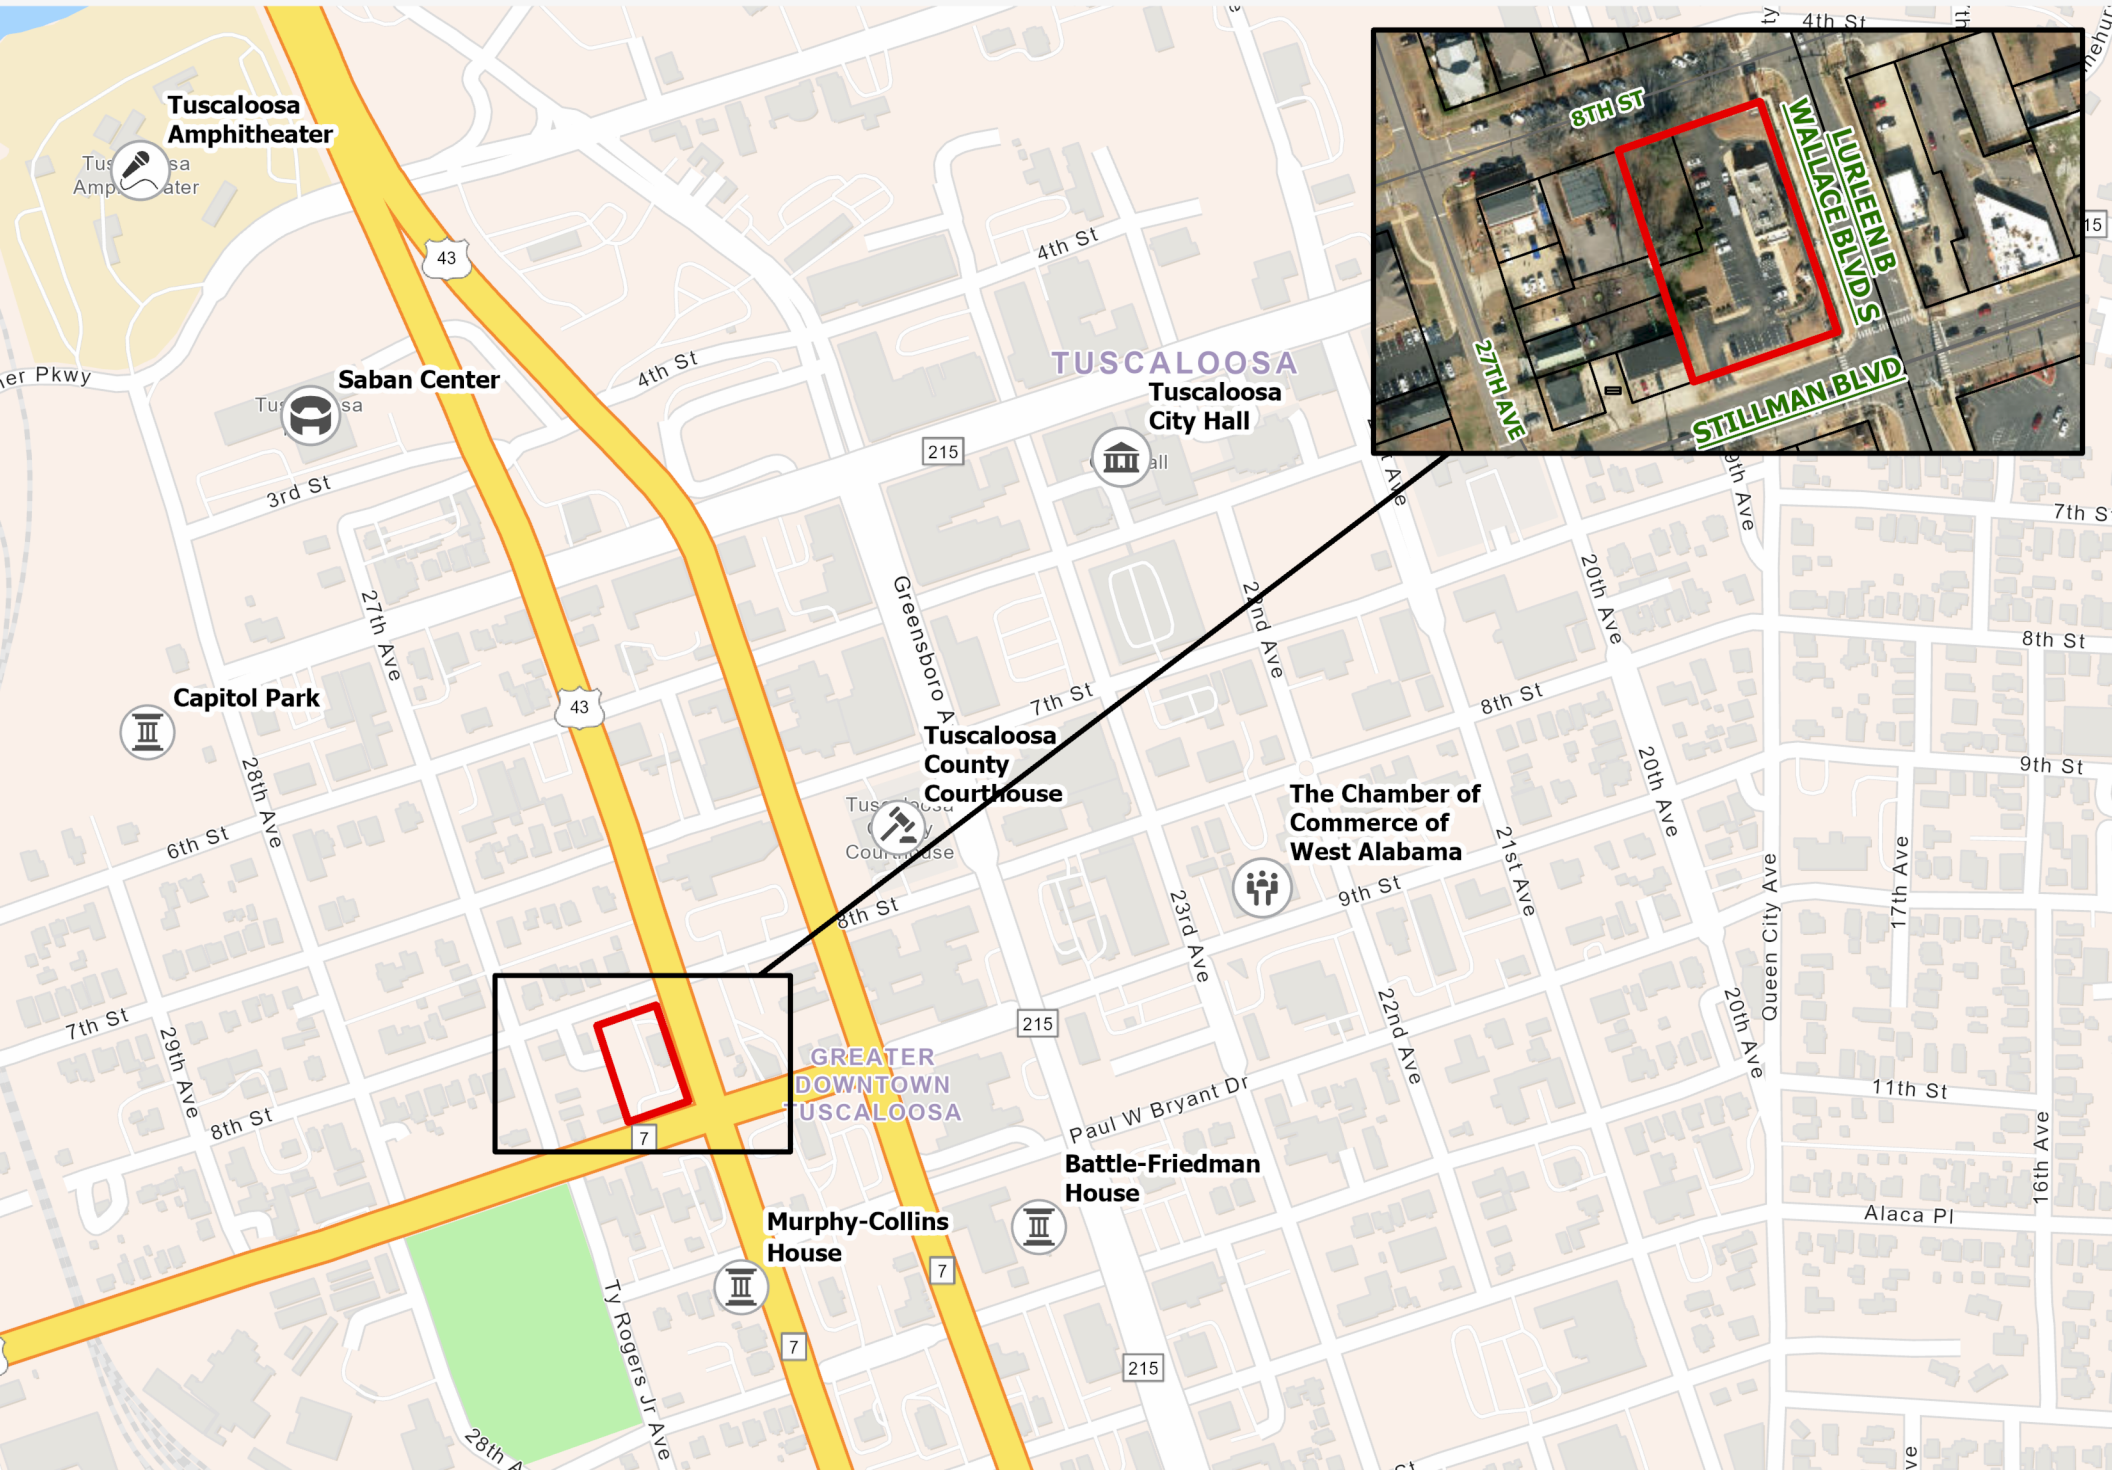 4th St
Tuscaloosa
Amphitheater
8TH ST
LURLEEN B
WALLACE BLVD S
27TH AVE
STILLMAN BLVD
15
43
4th St
TUSCALOOSA
4th St
er Pkwy
Saban Center
Tuscaloosa
City Hall
215
3rd St
9th Ave
7th S
t Ave
27th Ave
Greensboro A
22nd Ave
20th Ave
8th St
Capitol Park
43
7th St
8th St
Tuscaloosa
County
Courthouse
28th Ave
20th Ave
9th St
The Chamber of
Commerce of
West Alabama
6th St
21st Ave
17th Ave
Queen City Ave
9th St
8th St
23rd Ave
7th St
29th Ave
215
22nd Ave
20th Ave
GREATER
DOWNTOWN
TUSCALOOSA
11th St
Paul W Bryant Dr
8th St
7
16th Ave
Battle-Friedman
House
Murphy-Collins
House
Alaca Pl
7
Ty Rogers Jr Ave
7
215
28th A
ve
St